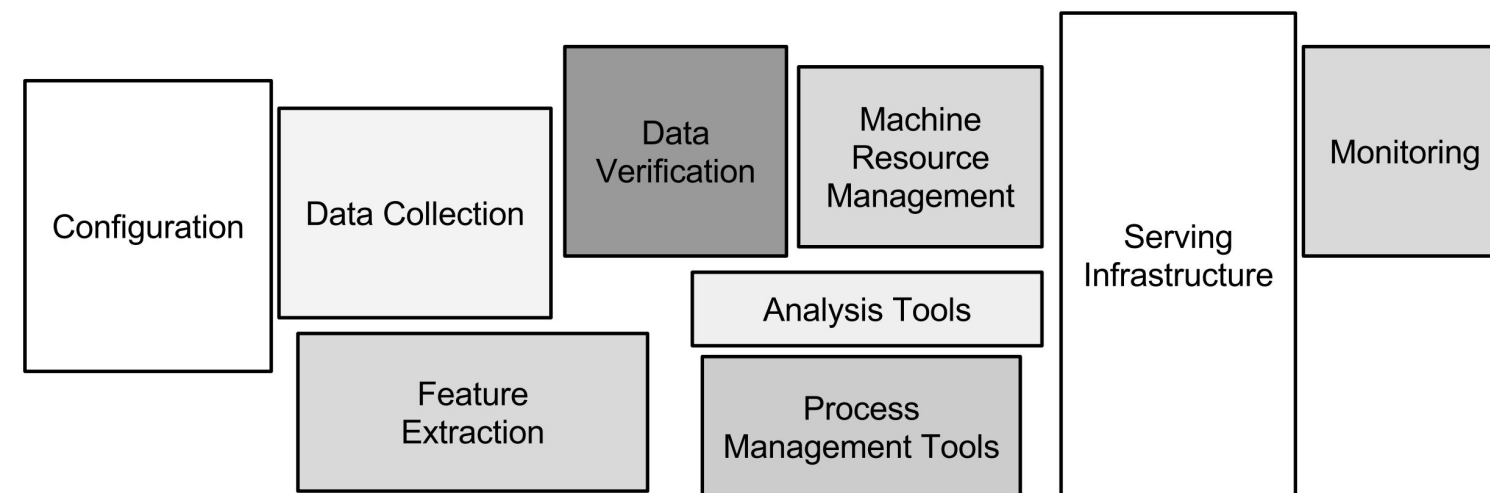 Configuration
Data Collection
Feature
Extraction
Data
Verification
Machine
Resource
Management
Analysis Tools
Process
Management Tools
Serving
Infrastructure
Monitoring